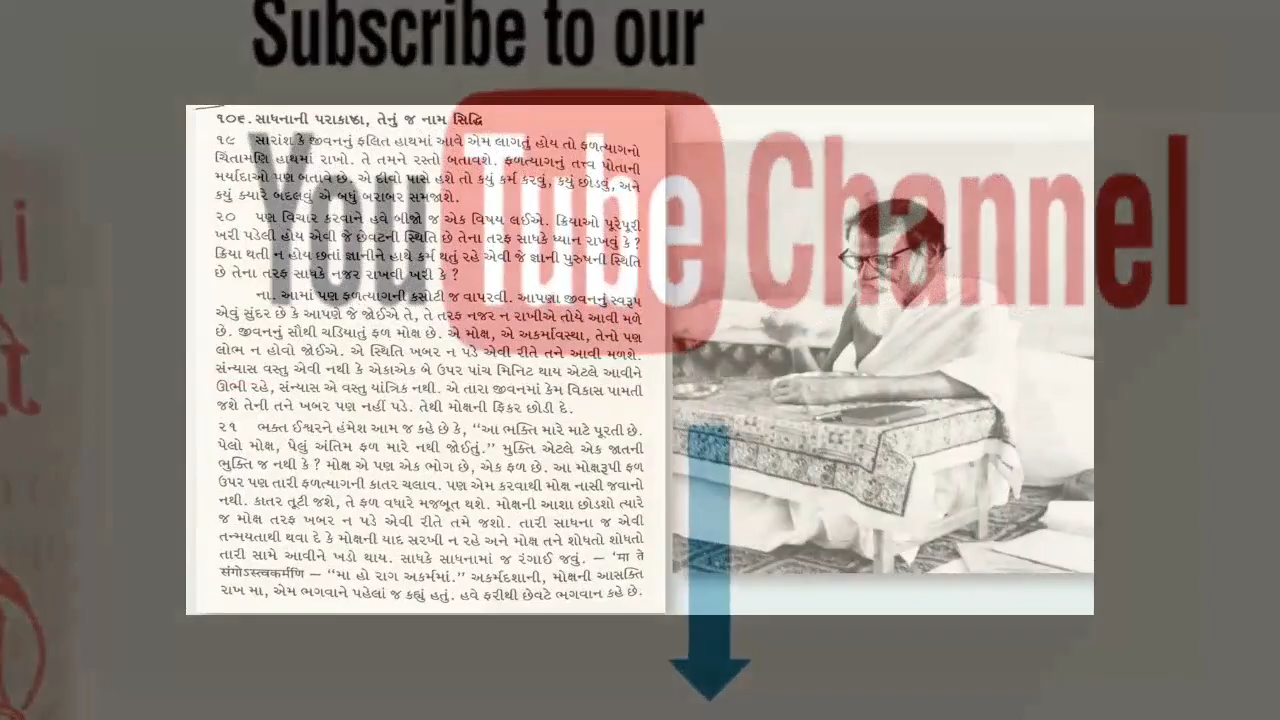 Subscribe to our
YouTube Channel
૧૦૬. સાધનાની પરાકાષ્ઠા, તેનું જ નામ સિદ્ધિ
૧૯ સારાંશ કે જીવનનું ફલિત હાથમાં આવે એમ લાગતું હોય તો ફળત્યાગનો
ચિંતામણિ હાથમાં રાખો. તે તમને રસ્તો બતાવશે. ફળત્યાગનું તત્ત્વ પોતાની
મર્યાદાઓ પણ બતાવે છે. એ દીવો પાસે હશે તો કયું કર્મ કરવું, કયું છોડવું, અને
કયું ક્યારે બદલવું એ બધું બરાબર સમજાશે.
૨૦ પણ વિચાર કરવાને હવે બીજો જ એક વિષય લઈએ. ક્રિયાઓ પૂરેપૂરી
ખરી પડેલી હોય એવી જે છેવટની સ્થિતિ છે તેના તરફ સાધકે ધ્યાન રાખવું કે?
ક્રિયા થતી ન હોય છતાં જ્ઞાનીને હાથે કર્મ થતું રહે એવી જે જ્ઞાની પુરુષની સ્થિતિ
છે તેના તરફ સાધકે નજર રાખવી ખરી કે ?
ના. આમાં પણ ફળત્યાગની કસોટી જ વાપરવી. આપણા જીવનનું સ્વરૂપ
એવું સુંદર છે કે આપણે જે જોઈએ તે, તે તરફ નજર ન રાખીએ તોયે આવી મળે
છે. જીવનનું સૌથી ચડિયાતું ફળ મોક્ષ છે. એ મોક્ષ, એ અકર્માવસ્થા, તેનો પણ
લોભ ન હોવો જોઈએ. એ સ્થિતિ ખબર ન પડે એવી રીતે તને આવી મળશે.
સંન્યાસ વસ્તુ એવી નથી કે એકાએક બે ઉપર પાંચ મિનિટ થાય એટલે આવીને
ઊભી રહે, સંન્યાસ એ વસ્તુ યાંત્રિક નથી. એ તારા જીવનમાં કેમ વિકાસ પામતી
જશે તેની તને ખબર પણ નહીં પડે. તેથી મોક્ષની ફિકર છોડી દે.
૨૧ ભક્ત ઈશ્વરને હંમેશ આમ જ કહે છે કે, “આ ભક્તિ મારે માટે પૂરતી છે.
પેલો મોક્ષ, પેલું અંતિમ ફળ મારે નથી જોઈતું.” મુક્તિ એટલે એક જાતની
ભુક્તિ જ નથી કે? મોક્ષ એ પણ એક ભોગ છે, એક ફળ છે. આ મોક્ષરૂપી ફળ
ઉપર પણ તારી ફળત્યાગની કાતર ચલાવ. પણ એમ કરવાથી મોક્ષ નાસી જવાનો
નથી. કાતર તૂટી જશે, તે ફળ વધારે મજબૂત થશે. મોક્ષની આશા છોડશો ત્યારે
જ મોક્ષ તરફ ખબર ન પડે એવી રીતે તમે જશો. તારી સાધના જ એવી
તન્મયતાથી થવા દે કે મોક્ષની યાદ સરખી ન રહે અને મોક્ષ તને શોધતો શોધતો
તારી સામે આવીને ખડો થાય. સાધકે સાધનામાં જ રંગાઈ જવું. — ‘मा ते
संगोऽस्त्वकर्मणि — “મા હો રાગ અકર્મમાં.” અકર્મદશાની, મોક્ષની આસક્તિ
રાખ મા, એમ ભગવાને પહેલાં જ કહ્યું હતું. હવે ફરીથી છેવટે ભગવાન કહે છે.